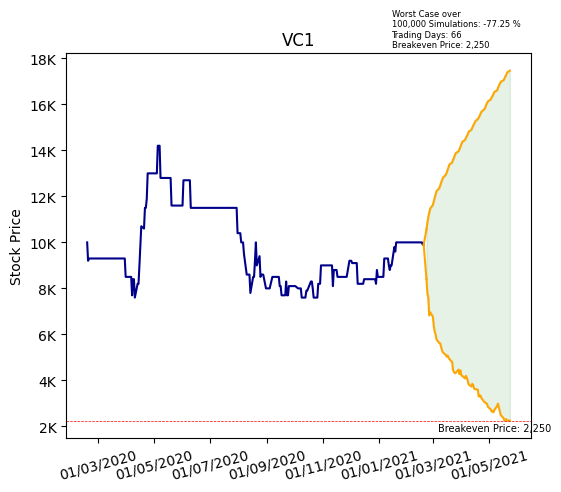 Worst Case over
100,000 Simulations: -77.25 %
Trading Days: 66
Breakeven Price: 2,250
VC1
Stock Price
18K
16K
14K
12K
10K
8K
6K
4K
2K
Breakeven Price: 2,250
01/03/2020
01/05/2020
01/07/2020
01/09/2020
01/11/2020
01/01/2021
01/03/2021
01/05/2021